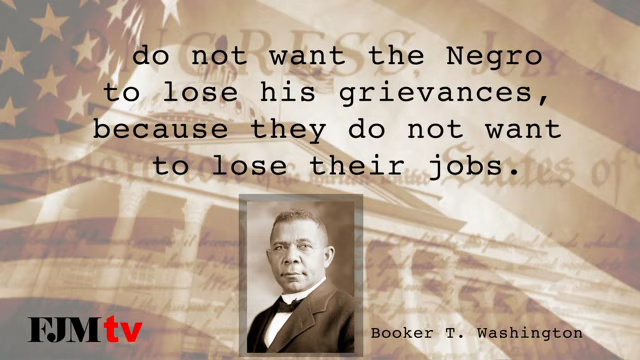 do not want the Negro
to lose his grievances,
because they do not want
to lose their jobs.
Booker T. Washington
FJMtv